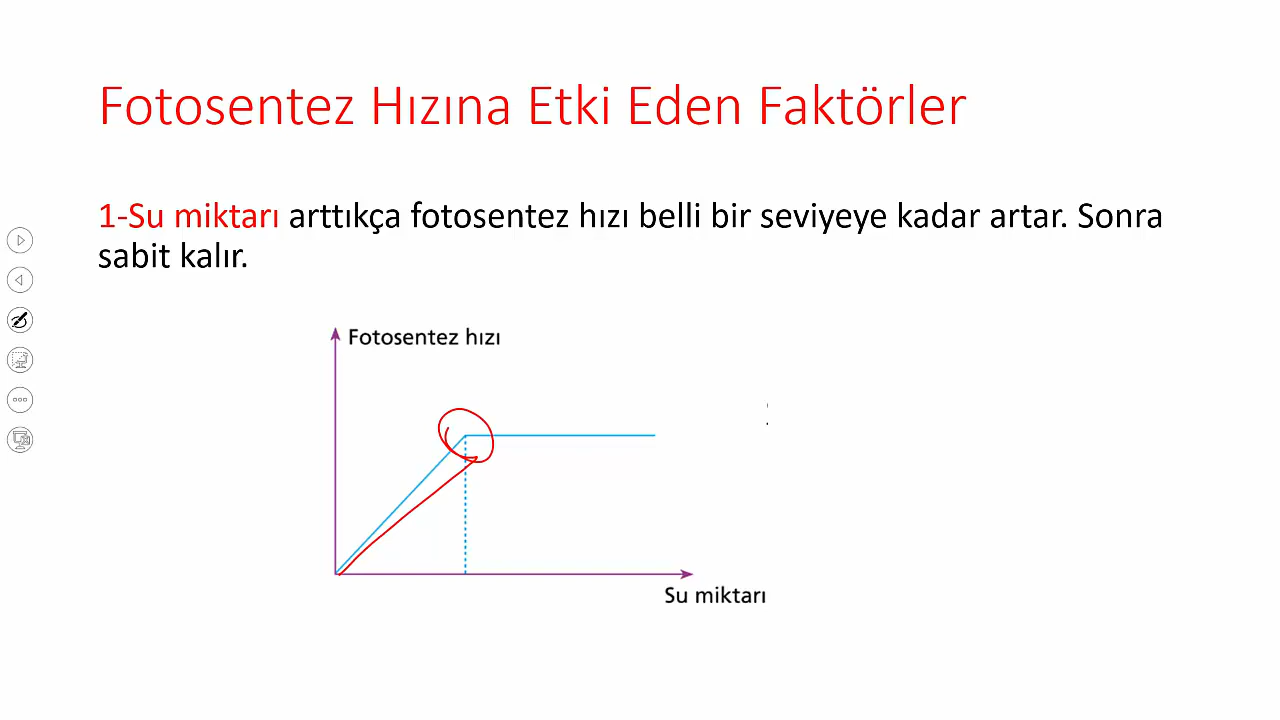 Fotosentez Hızına Etki Eden Faktörler
1-Su miktarı arttıkça fotosentez hızı belli bir seviyeye kadar artar. Sonra
sabit kalır.
Fotosentez hızı
Su miktarı